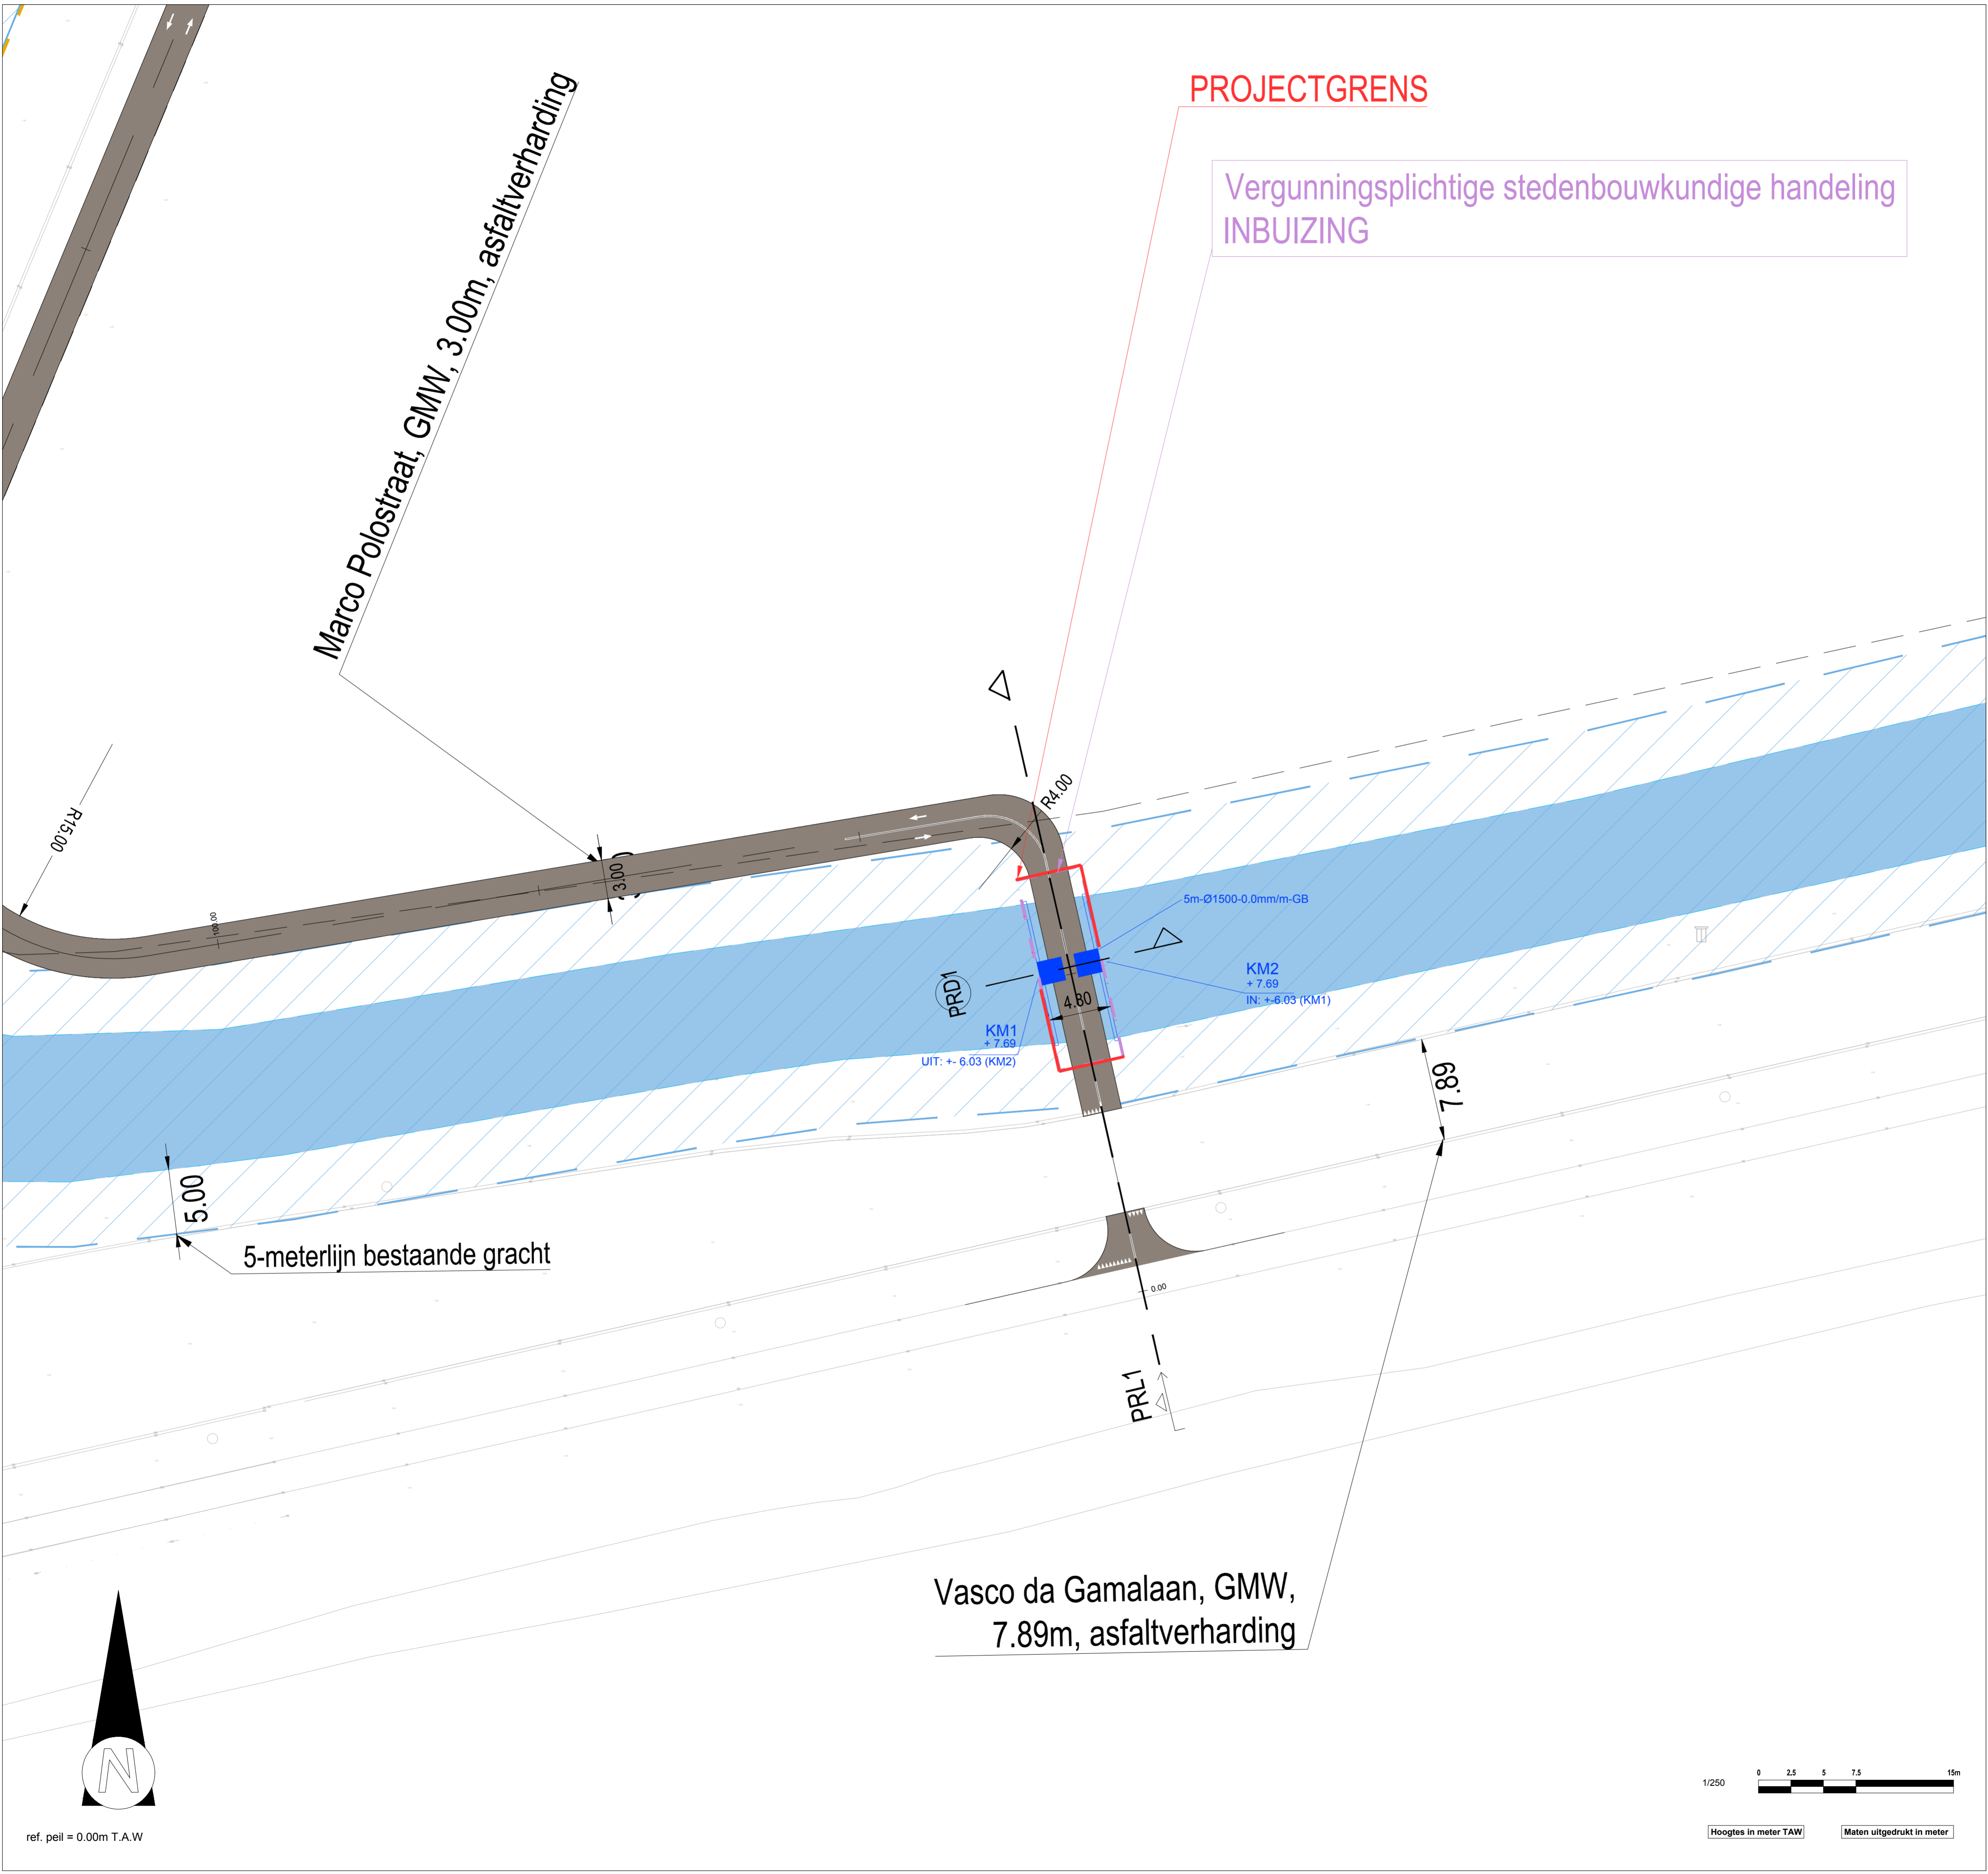 PROJECTGRENS
Vergunningsplichtige stedenbouwkundige handeling
INBUIZING
Marco Polostraat, GMW, 3.00m, asfaltverharding
R15.00
R4.00
3.00
100.00
5m-Ø1500-0.0mm/m-GB
KM2
+ 7.69
IN: +-6.03 (KM1)
PRD1
4.80
KM1
+ 7.69
UIT: +- 6.03 (KM2)
7.89
5.00
5-meterlijn bestaande gracht
0.00
PRL1
Vasco da Gamalaan, GMW,
7.89m, asfaltverharding
N
ref. peil = 0.00m T.A.W
1/250
0 2.5 5 7.5 15m
Hoogtes in meter TAW
Maten uitgedrukt in meter